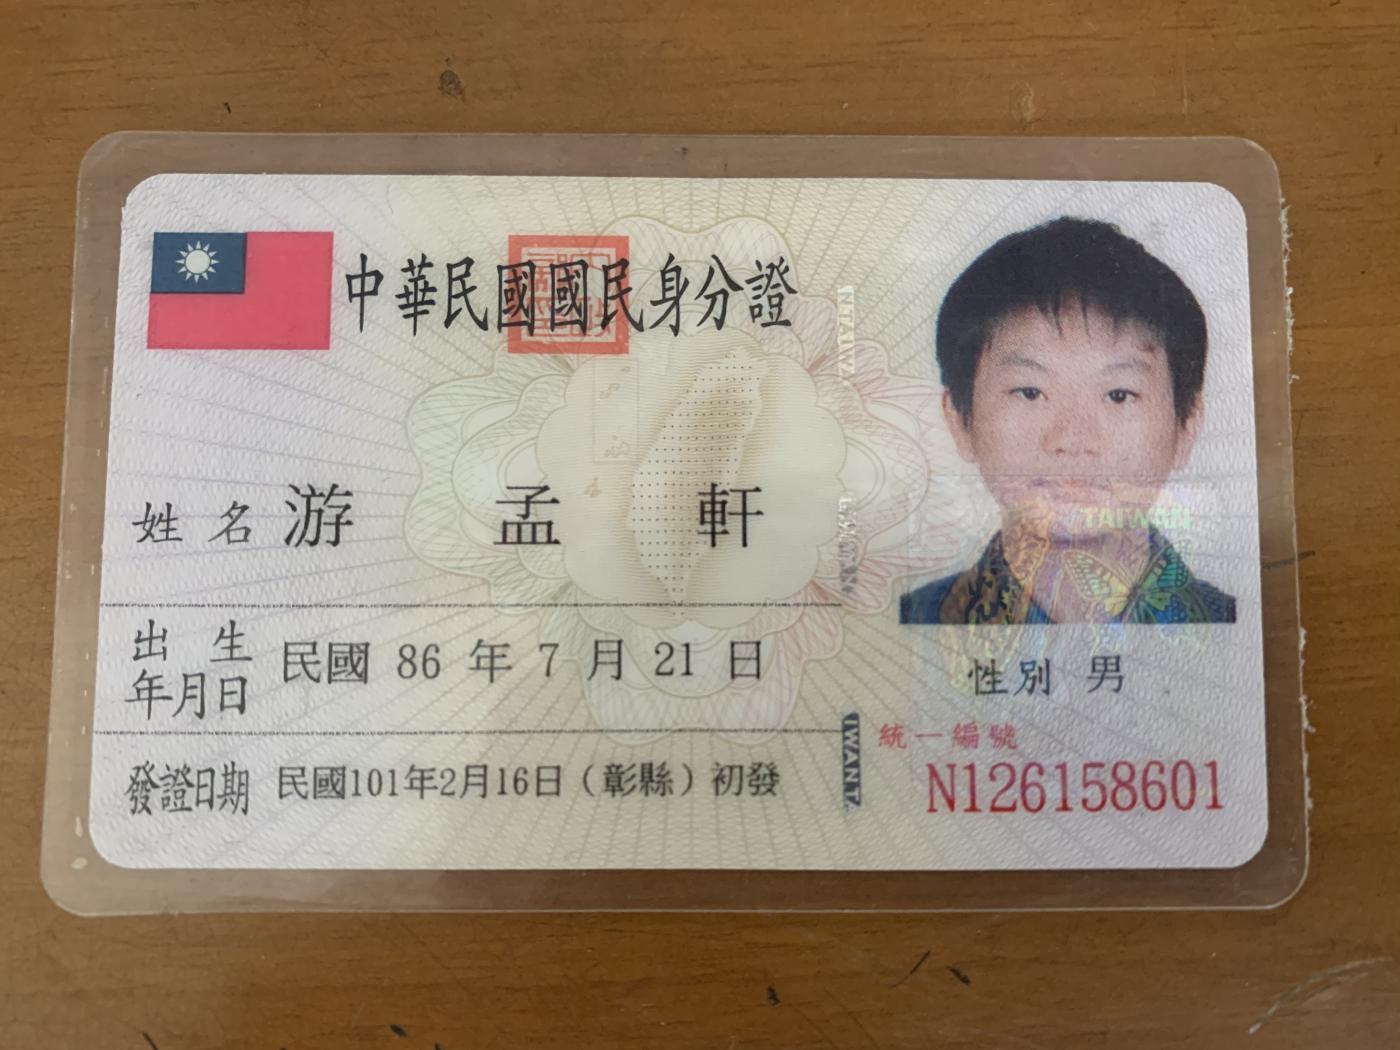 中華民國國民身分證
姓名 游 孟 軒
出生年月日 民國 86 年 7 月 21 日
發證日期 民國101年2月16日（彰縣）初發
TAIWAN
性別 男
統一編號
N126158601